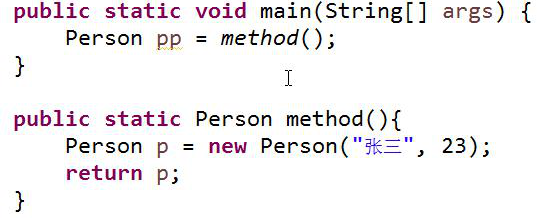 public static void main(String[] args) {
Person pp = method();
}
public static Person method(){
Person p = new Person("张三", 23);
return p;
}